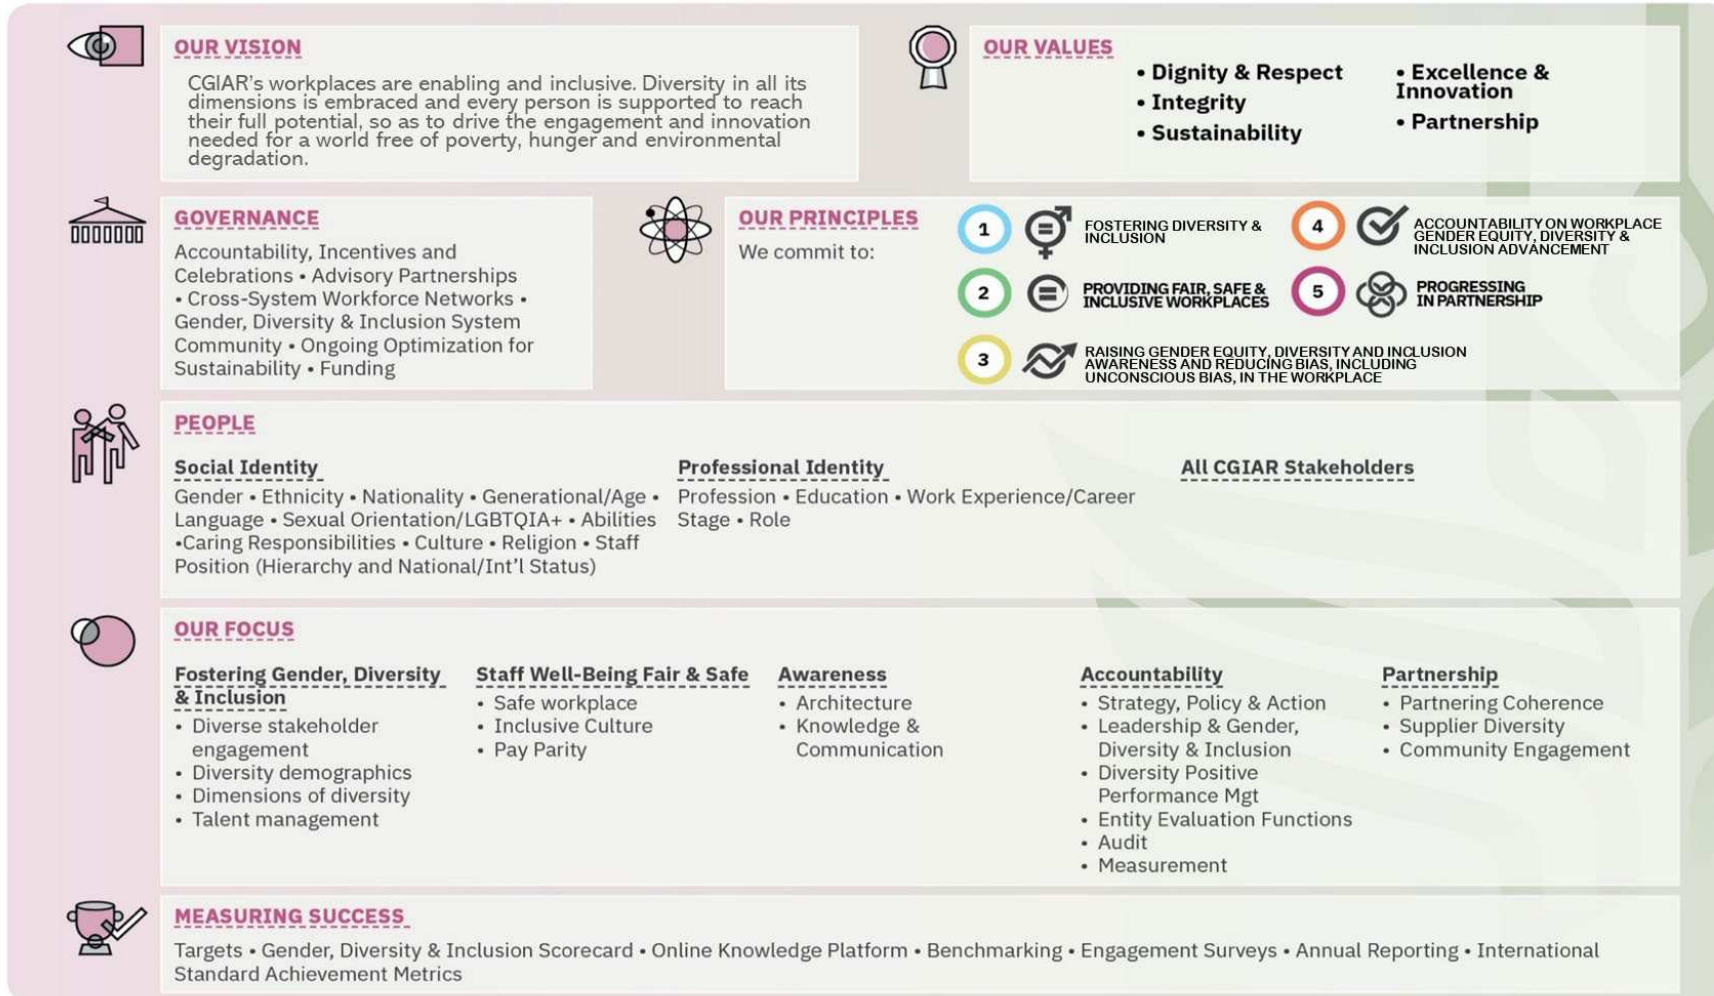 OUR VISION
CGIAR's workplaces are enabling and inclusive. Diversity in all its
dimensions is embraced and every person is supported to reach
their full potential, so as to drive the engagement and innovation
needed for a world free of poverty, hunger and environmental
degradation.
OUR VALUES
• Dignity & Respect
• Integrity
• Sustainability
• Excellence &
Innovation
• Partnership
GOVERNANCE
Accountability, Incentives and
Celebrations • Advisory Partnerships
• Cross-System Workforce Networks •
Gender, Diversity & Inclusion System
Community • Ongoing Optimization for
Sustainability • Funding
OUR PRINCIPLES
We commit to:
1
FOSTERING DIVERSITY &
INCLUSION
2
PROVIDING FAIR, SAFE &
INCLUSIVE WORKPLACES
3
RAISING GENDER EQUITY, DIVERSITY AND INCLUSION
AWARENESS AND REDUCING BIAS, INCLUDING
UNCONSCIOUS BIAS, IN THE WORKPLACE
4
ACCOUNTABILITY ON WORKPLACE
GENDER EQUITY, DIVERSITY &
INCLUSION ADVANCEMENT
5
PROGRESSING
IN PARTNERSHIP
PEOPLE
Social Identity
Gender • Ethnicity • Nationality • Generational/Age •
Language • Sexual Orientation/LGBTQIA+ • Abilities
•Caring Responsibilities • Culture • Religion • Staff
Position (Hierarchy and National/Int'l Status)
Professional Identity
Profession • Education • Work Experience/Career
Stage • Role
All CGIAR Stakeholders
OUR FOCUS
Fostering Gender, Diversity
& Inclusion
• Diverse stakeholder
engagement
• Diversity demographics
• Dimensions of diversity
• Talent management
Staff Well-Being Fair & Safe
• Safe workplace
• Inclusive Culture
• Pay Parity
Awareness
• Architecture
• Knowledge &
Communication
Accountability
• Strategy, Policy & Action
• Leadership & Gender,
Diversity & Inclusion
• Diversity Positive
Performance Mgt
• Entity Evaluation Functions
• Audit
• Measurement
Partnership
• Partnering Coherence
• Supplier Diversity
• Community Engagement
MEASURING SUCCESS
Targets • Gender, Diversity & Inclusion Scorecard • Online Knowledge Platform • Benchmarking • Engagement Surveys • Annual Reporting • International
Standard Achievement Metrics